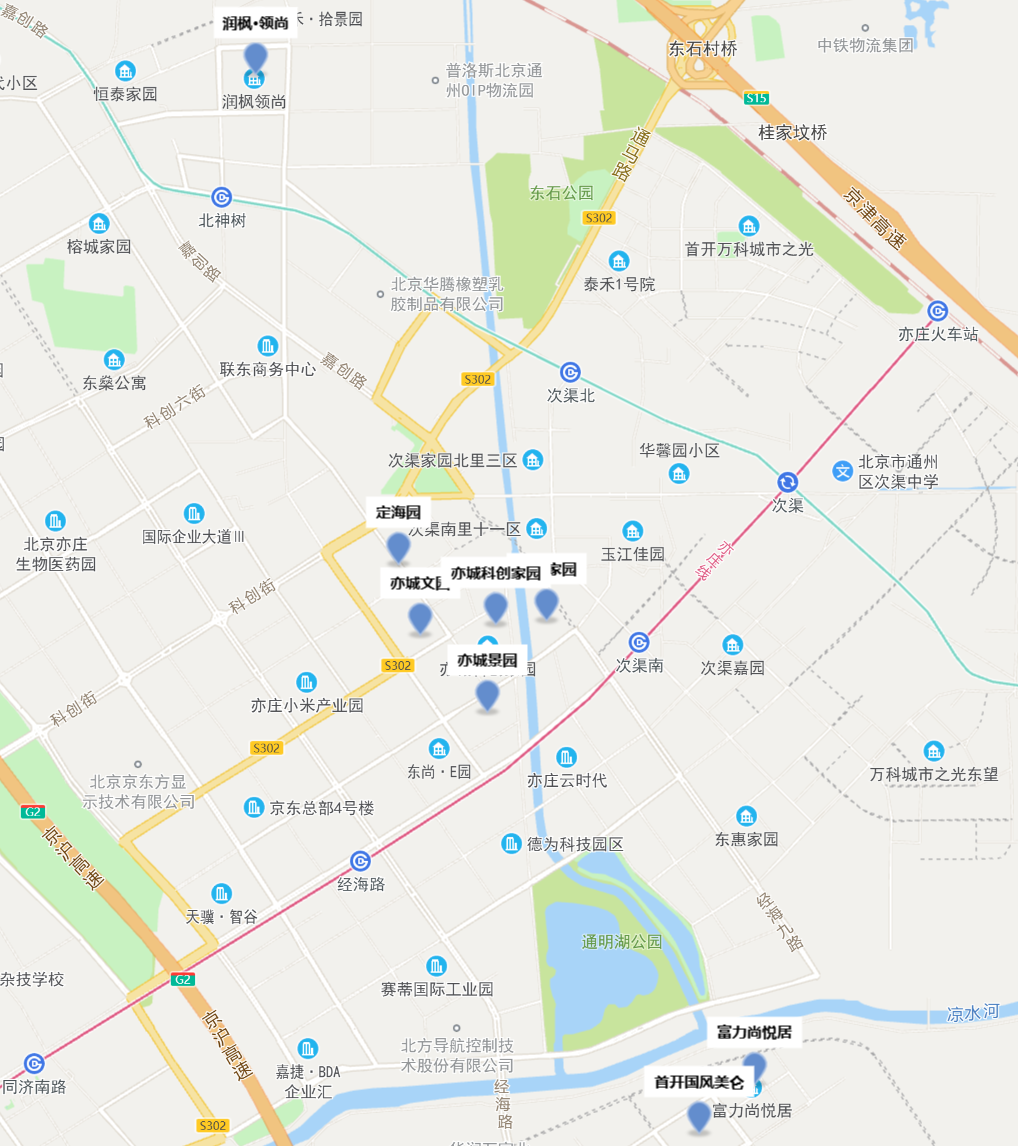 嘉创路
润枫·领尚
·拾景园
东石村桥
中铁物流集团
小区
恒泰家园
润枫领尚
普洛斯北京通
州OIP物流园
S15
桂家坟桥
通马路
东石公园
S302
京津高速
北神树
榕城家园
嘉创路
首开万科城市之光
泰禾1号院
北京华腾橡塑乳
胶制品有限公司
亦庄火车站
联东商务中心
东燊公寓
嘉创路
科创六街
S302
次渠北
次渠家园北里三区
华馨园小区
北京市通州
区次渠中学
次渠
定海园
次渠南里十一区
国际企业大道III
北京亦庄
生物医药园
玉江佳园
亦庄线
亦城文园
亦城科创家园
家园
科创街
S302
亦城景园
园
次渠南
次渠嘉园
亦庄小米产业园
科创街
S302
东尚·E园
亦庄云时代
万科城市之光东望
北京京东方显
示技术有限公司
G2
京沪高速
京东总部4号楼
东惠家园
德为科技园区
经海路
天骥·智谷
经海九路
通明湖公园
杂技学校
G2
赛蒂国际工业园
凉水河
京沪高速
富力尚悦居
北方导航控制技
术股份有限公司
嘉捷·BDA
企业汇
同济南路
首开国风美仑
经海路
富力尚悦居
S302